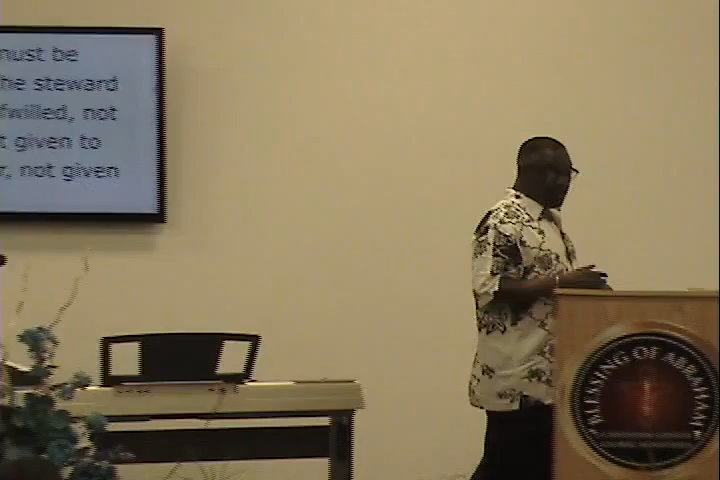 must be
he steward
fwilled, not
t given to
r, not given
BLESSING OF ABRAHAM